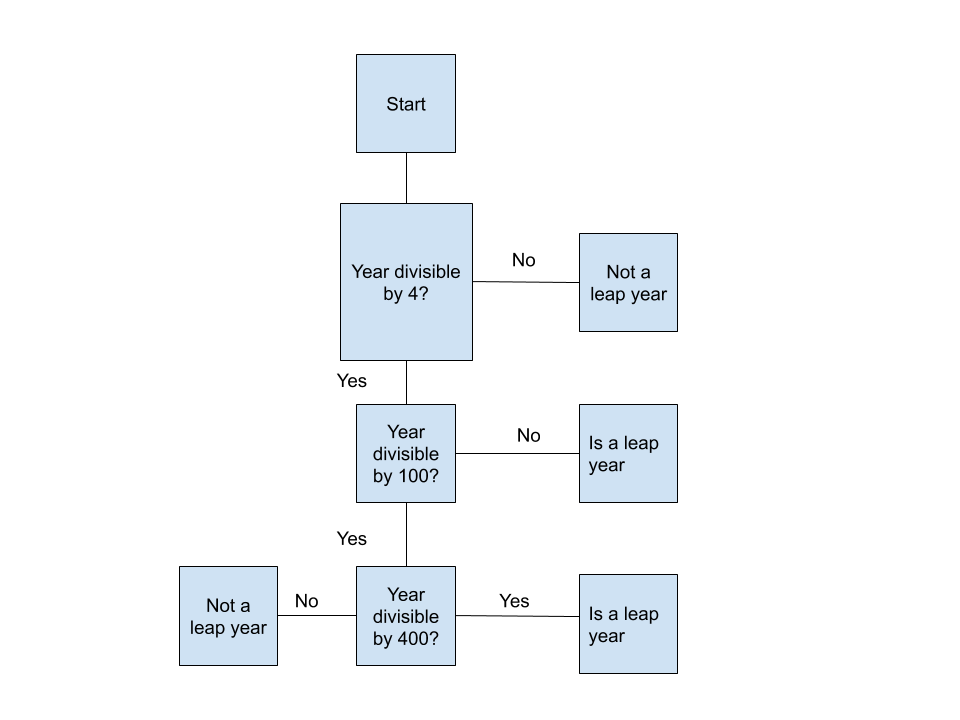 Start
Year divisible
by 4?
No
Not a
leap year
Yes
Year
divisible
by 100?
No
Is a leap
year
Yes
Not a
leap year
No
Year
divisible
by 400?
Yes
Is a leap
year